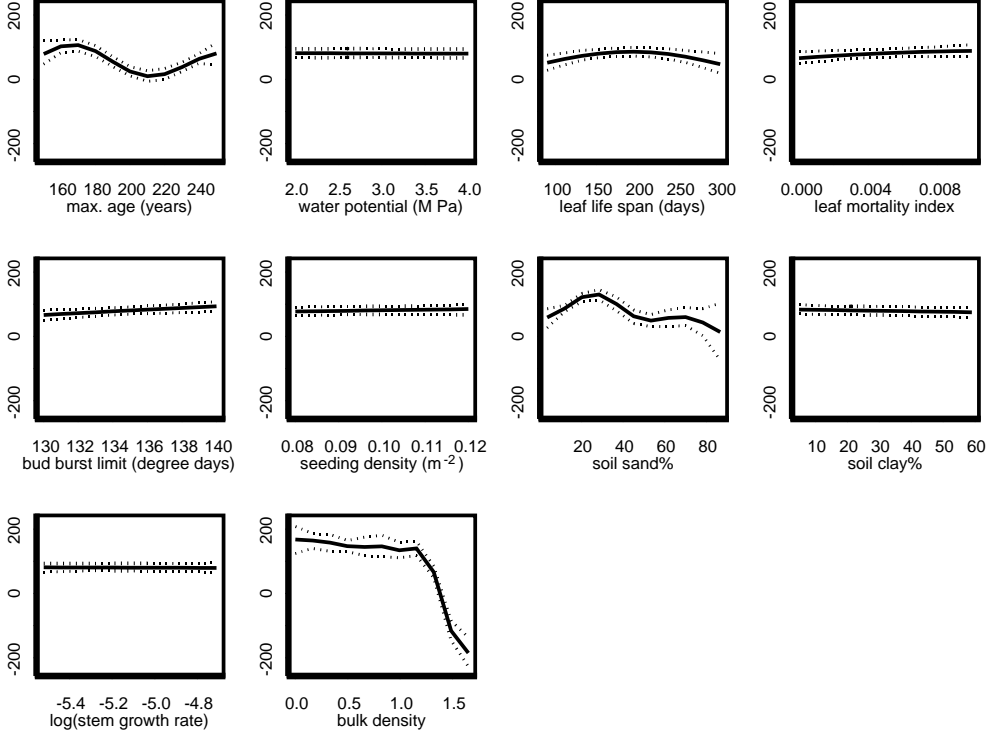 200
0
-200
160 180 200 220 240
max. age (years)
200
0
-200
2.0 2.5 3.0 3.5 4.0
water potential (M Pa)
200
0
-200
100 150 200 250 300
leaf life span (days)
200
0
-200
0.000 0.004 0.008
leaf mortality index
200
0
-200
130 132 134 136 138 140
bud burst limit (degree days)
200
0
-200
0.08 0.09 0.10 0.11 0.12
seeding density (m⁻²)
200
0
-200
20 40 60 80
soil sand%
200
0
-200
10 20 30 40 50 60
soil clay%
200
0
-200
-5.4 -5.2 -5.0 -4.8
log(stem growth rate)
200
0
-200
0.0 0.5 1.0 1.5
bulk density